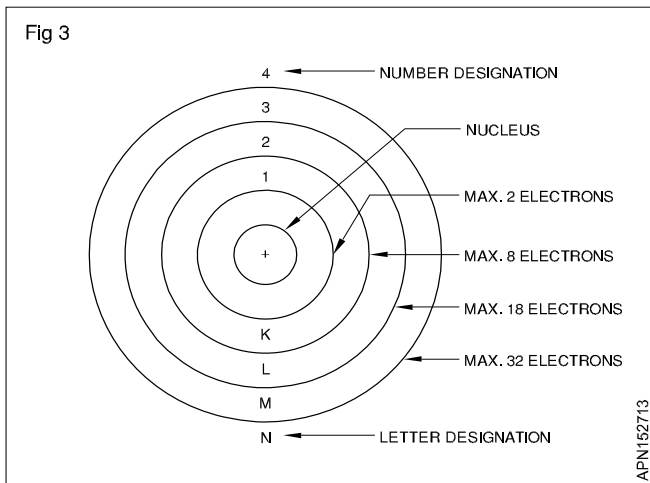 Fig 3
4 NUMBER DESIGNATION
3
NUCLEUS
2
1
MAX. 2 ELECTRONS
+
MAX. 8 ELECTRONS
MAX. 18 ELECTRONS
K
MAX. 32 ELECTRONS
L
M
N LETTER DESIGNATION
APN152713